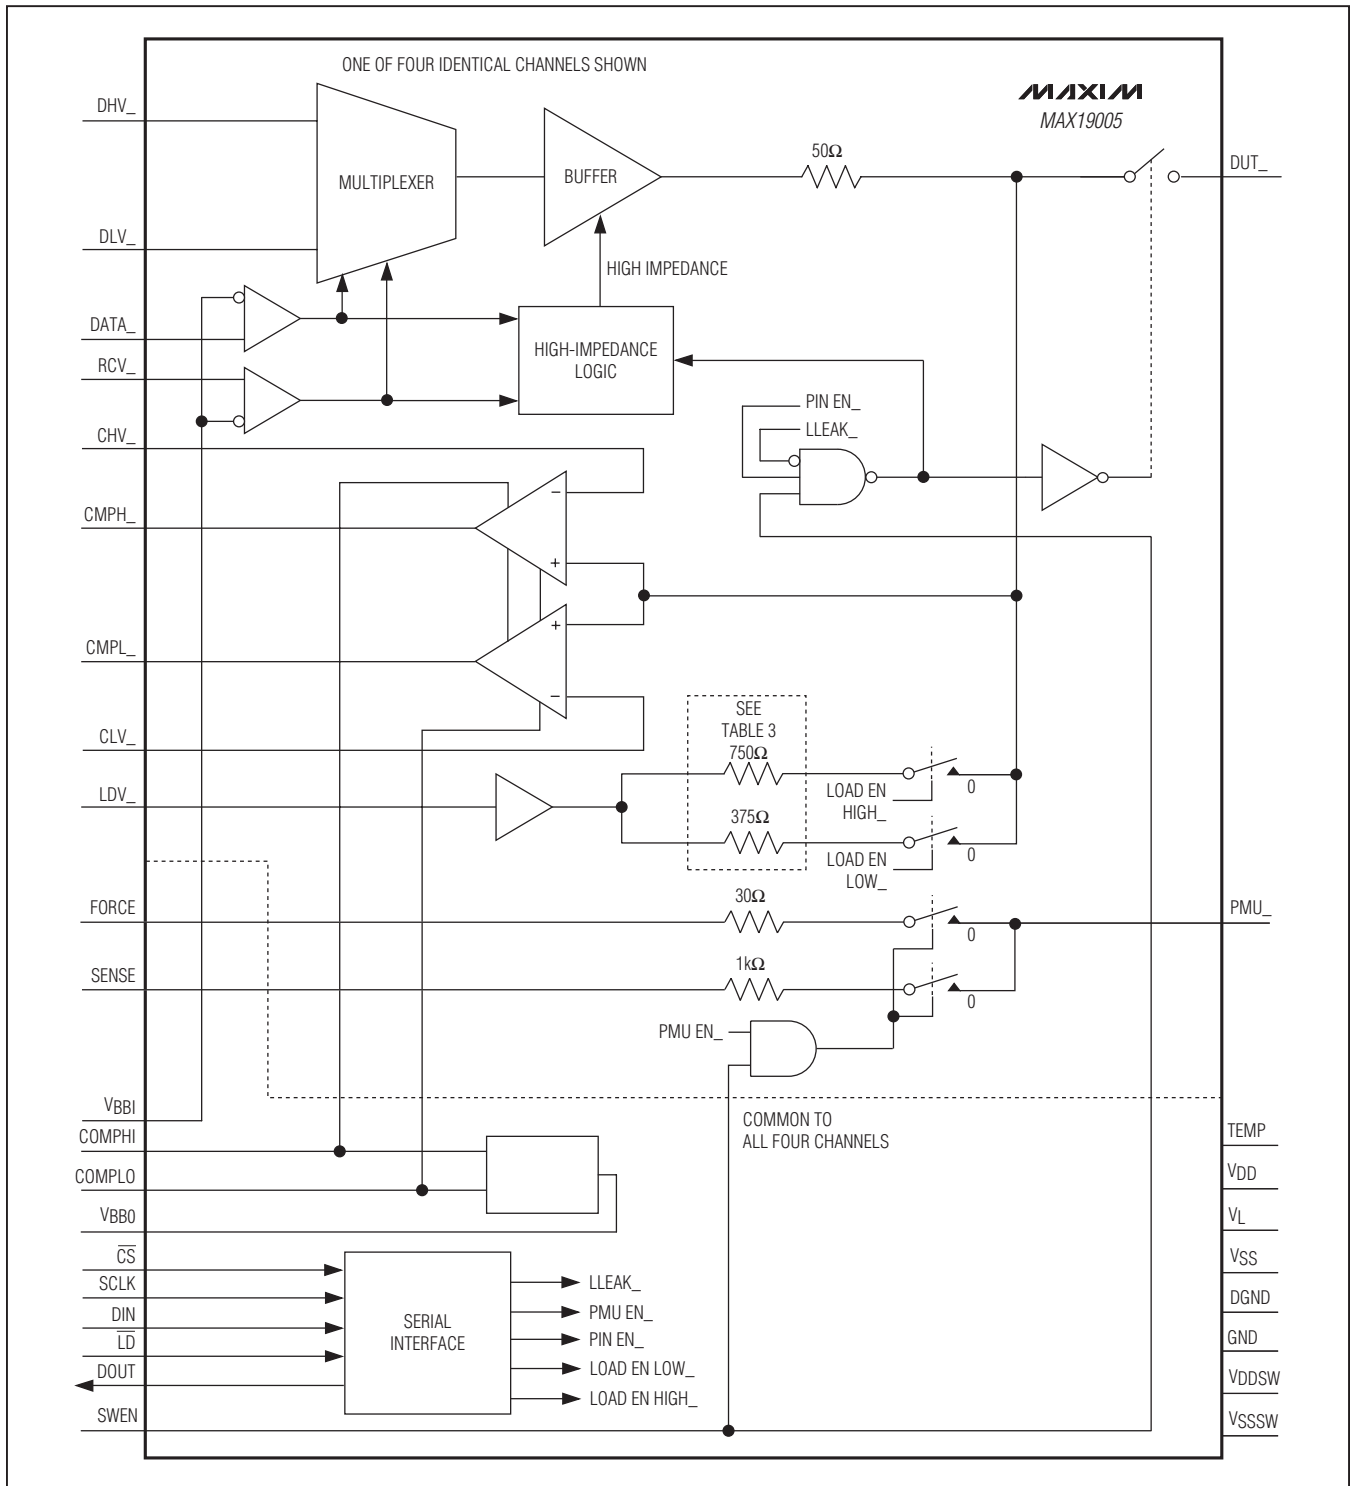 ONE OF FOUR IDENTICAL CHANNELS SHOWN
MAXIM
MAX19005
DHV_
MULTIPLEXER
BUFFER
50Ω
DUT_
DLV_
HIGH IMPEDANCE
DATA_
HIGH-IMPEDANCE
LOGIC
RCV_
PIN EN_
LLEAK_
CHV_
−
CMPH_
+
+
CMPL_
−
SEE
TABLE 3
CLV_
750Ω
LOAD EN
HIGH_
0
LDV_
375Ω
LOAD EN
LOW_
0
FORCE
30Ω
0
PMU_
SENSE
1kΩ
0
PMU EN_
VBBI
COMMON TO
ALL FOUR CHANNELS
COMPHI
COMPLO
VBB0
TEMP
VDD
VL
VSS
DGND
GND
VDDSW
VSSSW
CS
SCLK
DIN
LD
DOUT
SWEN
SERIAL
INTERFACE
LLEAK_
PMU EN_
PIN EN_
LOAD EN LOW_
LOAD EN HIGH_